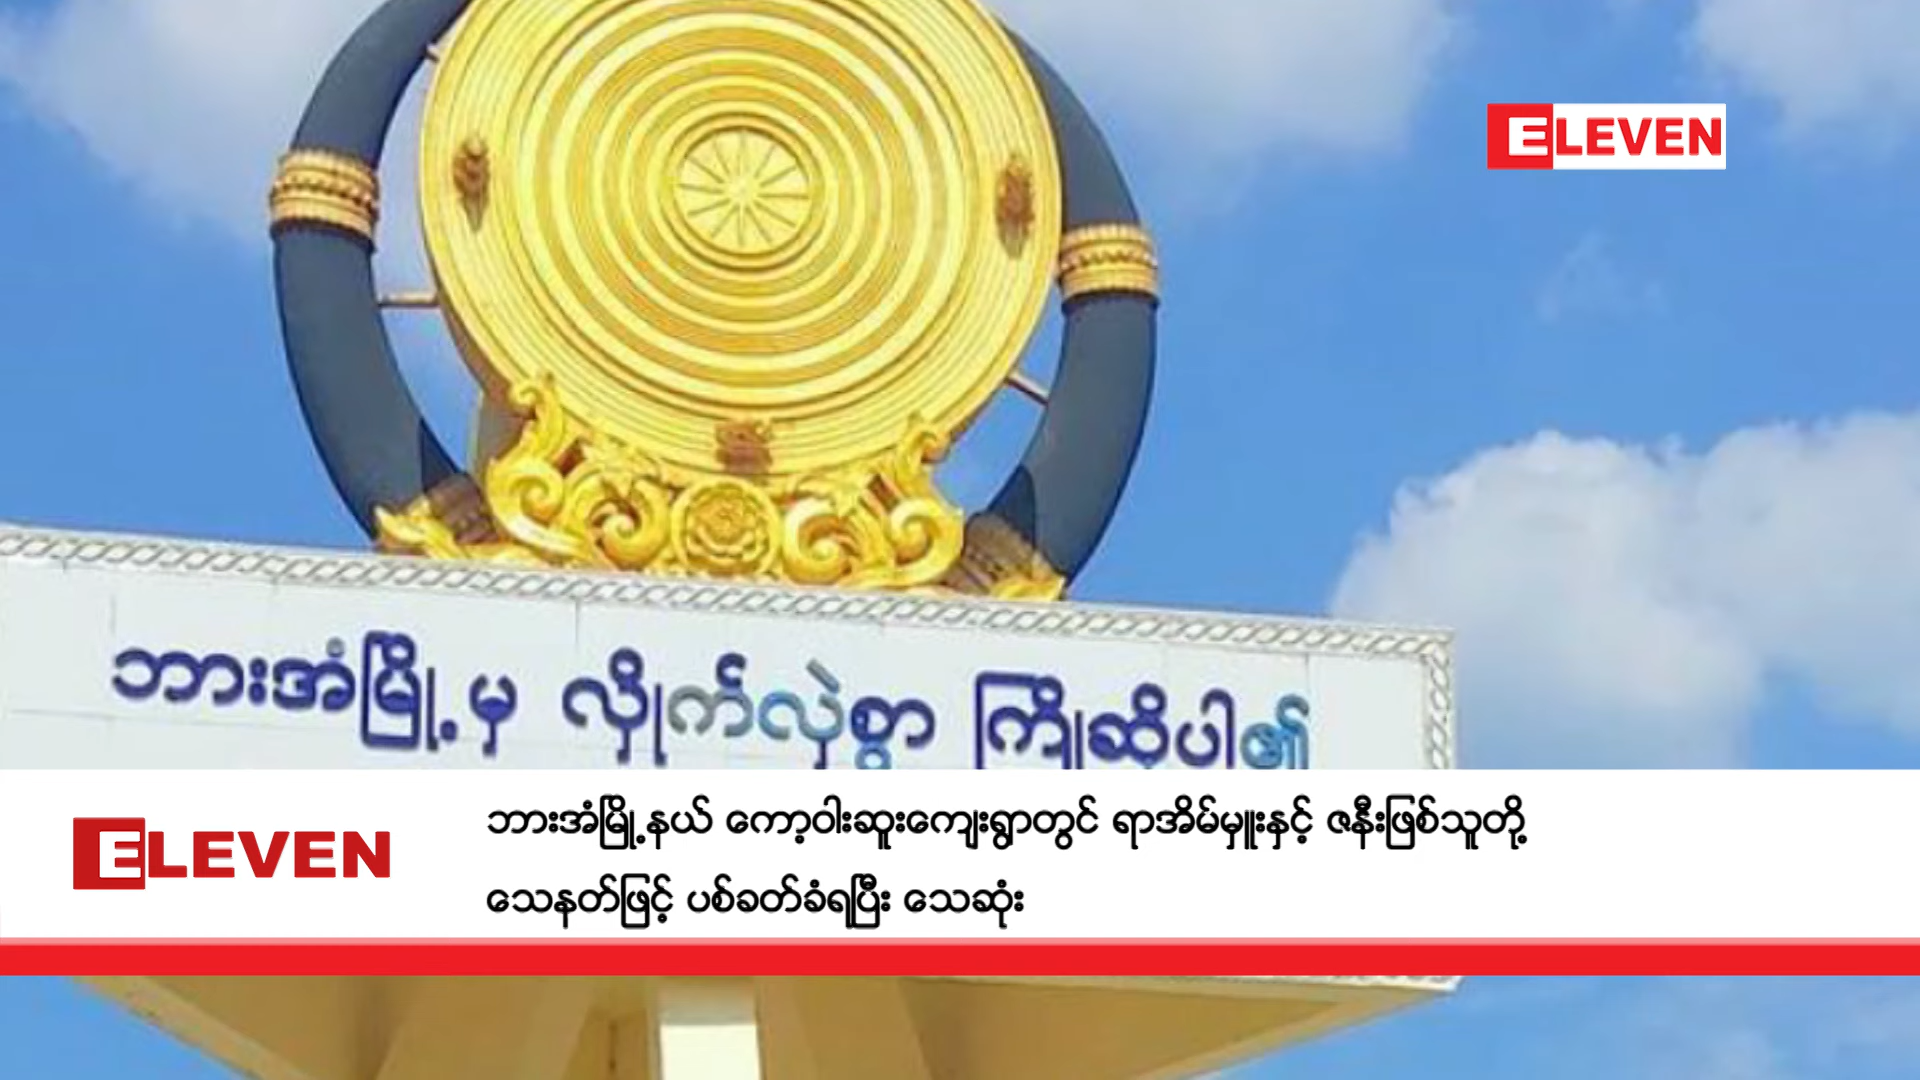 ELEVEN
ဘားအံမြို့မှ လှိုက်လှဲစွာ ကြိုဆိုပါ၏
ELEVEN
ဘားအံမြို့နယ် ကော့ဝါးဆူးကျေးရွာတွင် ရာအိမ်မှူးနှင့် ဇနီးဖြစ်သူတို့
သေနတ်ဖြင့် ပစ်ခတ်ခံရပြီး သေဆုံး